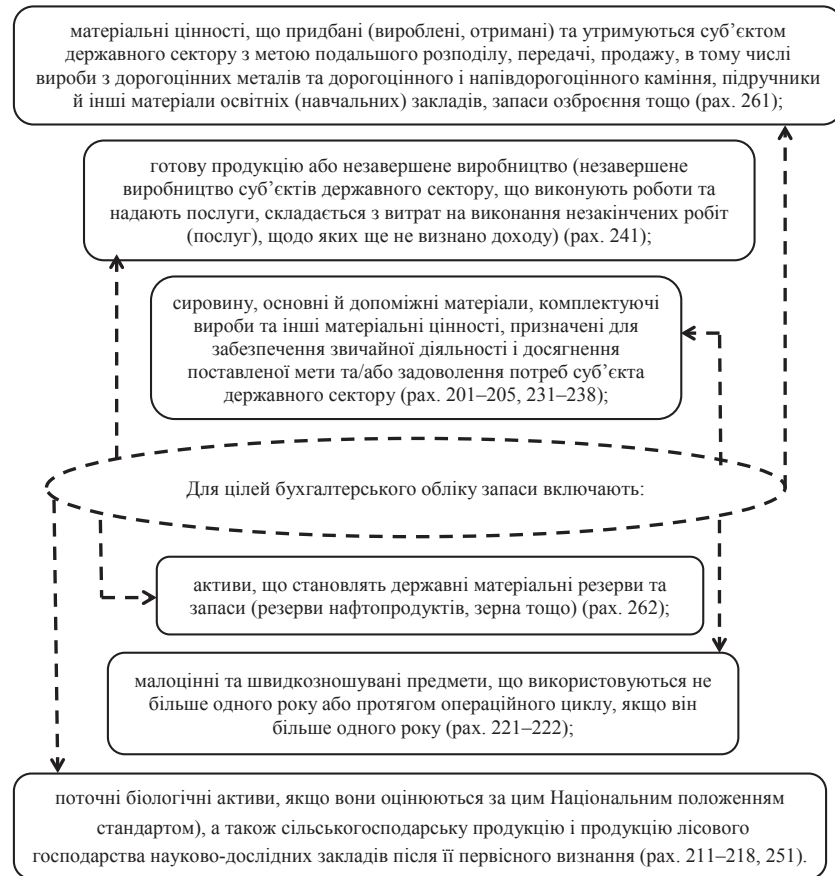 матеріальні цінності, що придбані (вироблені, отримані) та утримуються суб’єктом
державного сектору з метою подальшого розподілу, передачі, продажу, в тому числі
вироби з дорогоцінних металів та дорогоцінного і напівдорогоцінного каміння, підручники
й інші матеріали освітніх (навчальних) закладів, запаси озброєння тощо (рах. 261);
готову продукцію або незавершене виробництво (незавершене
виробництво суб’єктів державного сектору, що виконують роботи та
надають послуги, складається з витрат на виконання незакінчених робіт
(послуг), щодо яких ще не визнано доходу) (рах. 241);
сировину, основні й допоміжні матеріали, комплектуючі
вироби та інші матеріальні цінності, призначені для
забезпечення звичайної діяльності і досягнення
поставленої мети та/або задоволення потреб суб’єкта
державного сектору (рах. 201–205, 231–238);
Для цілей бухгалтерського обліку запаси включають:
активи, що становлять державні матеріальні резерви та
запаси (резерви нафтопродуктів, зерна тощо) (рах. 262);
малоцінні та швидкозношувані предмети, що використовуються не
більше одного року або протягом операційного циклу, якщо він
більше одного року (рах. 221–222);
поточні біологічні активи, якщо вони оцінюються за цим Національним положенням
стандартом), а також сільськогосподарську продукцію і продукцію лісового
господарства науково-дослідних закладів після її первісного визнання (рах. 211–218, 251).